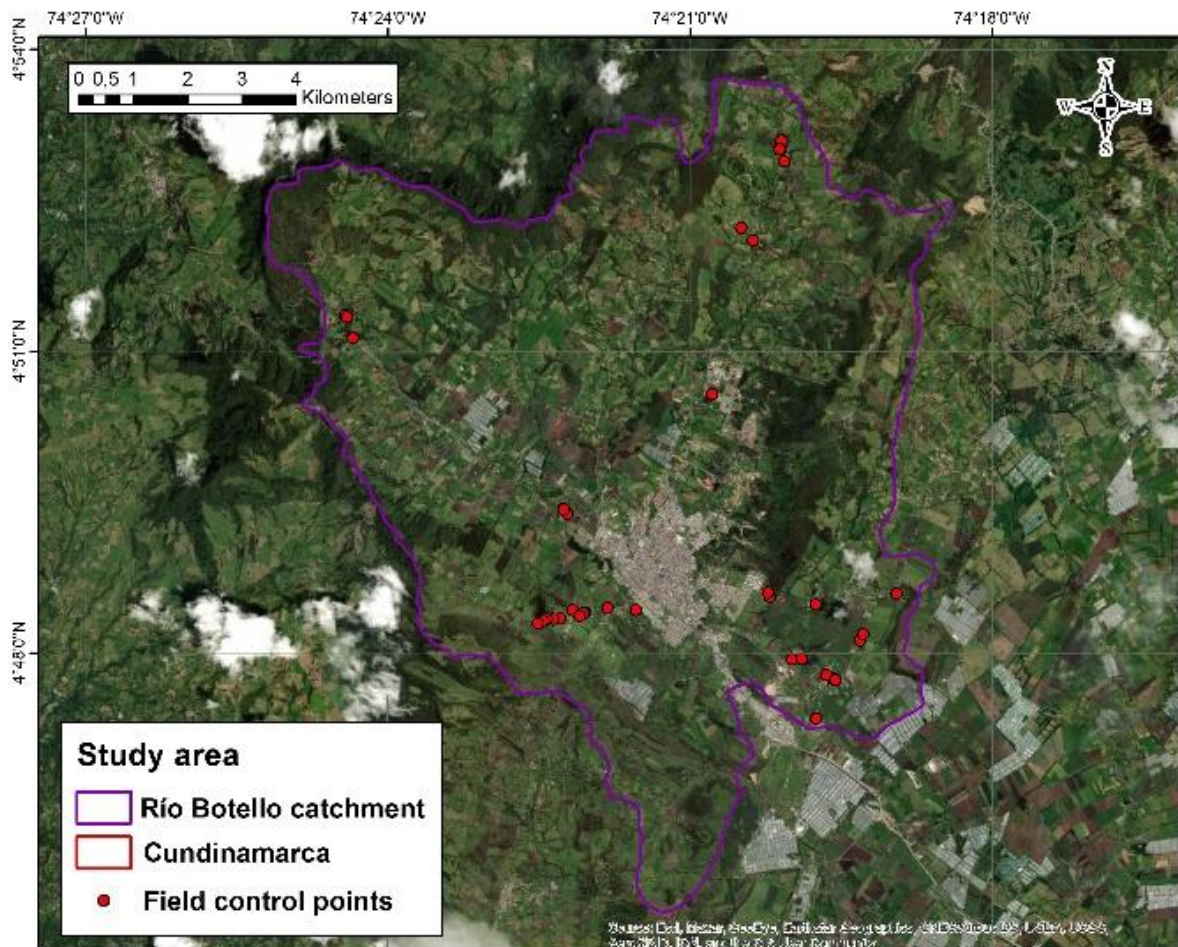 74°27'0"W 74°24'0"W 74°21'0"W 74°18'0"W
4°54'0"N
0 0,5 1 2 3 4
Kilometers
N
W E
S
4°51'0"N
4°48'0"N
Study area
Río Botello catchment
Cundinamarca
Field control points